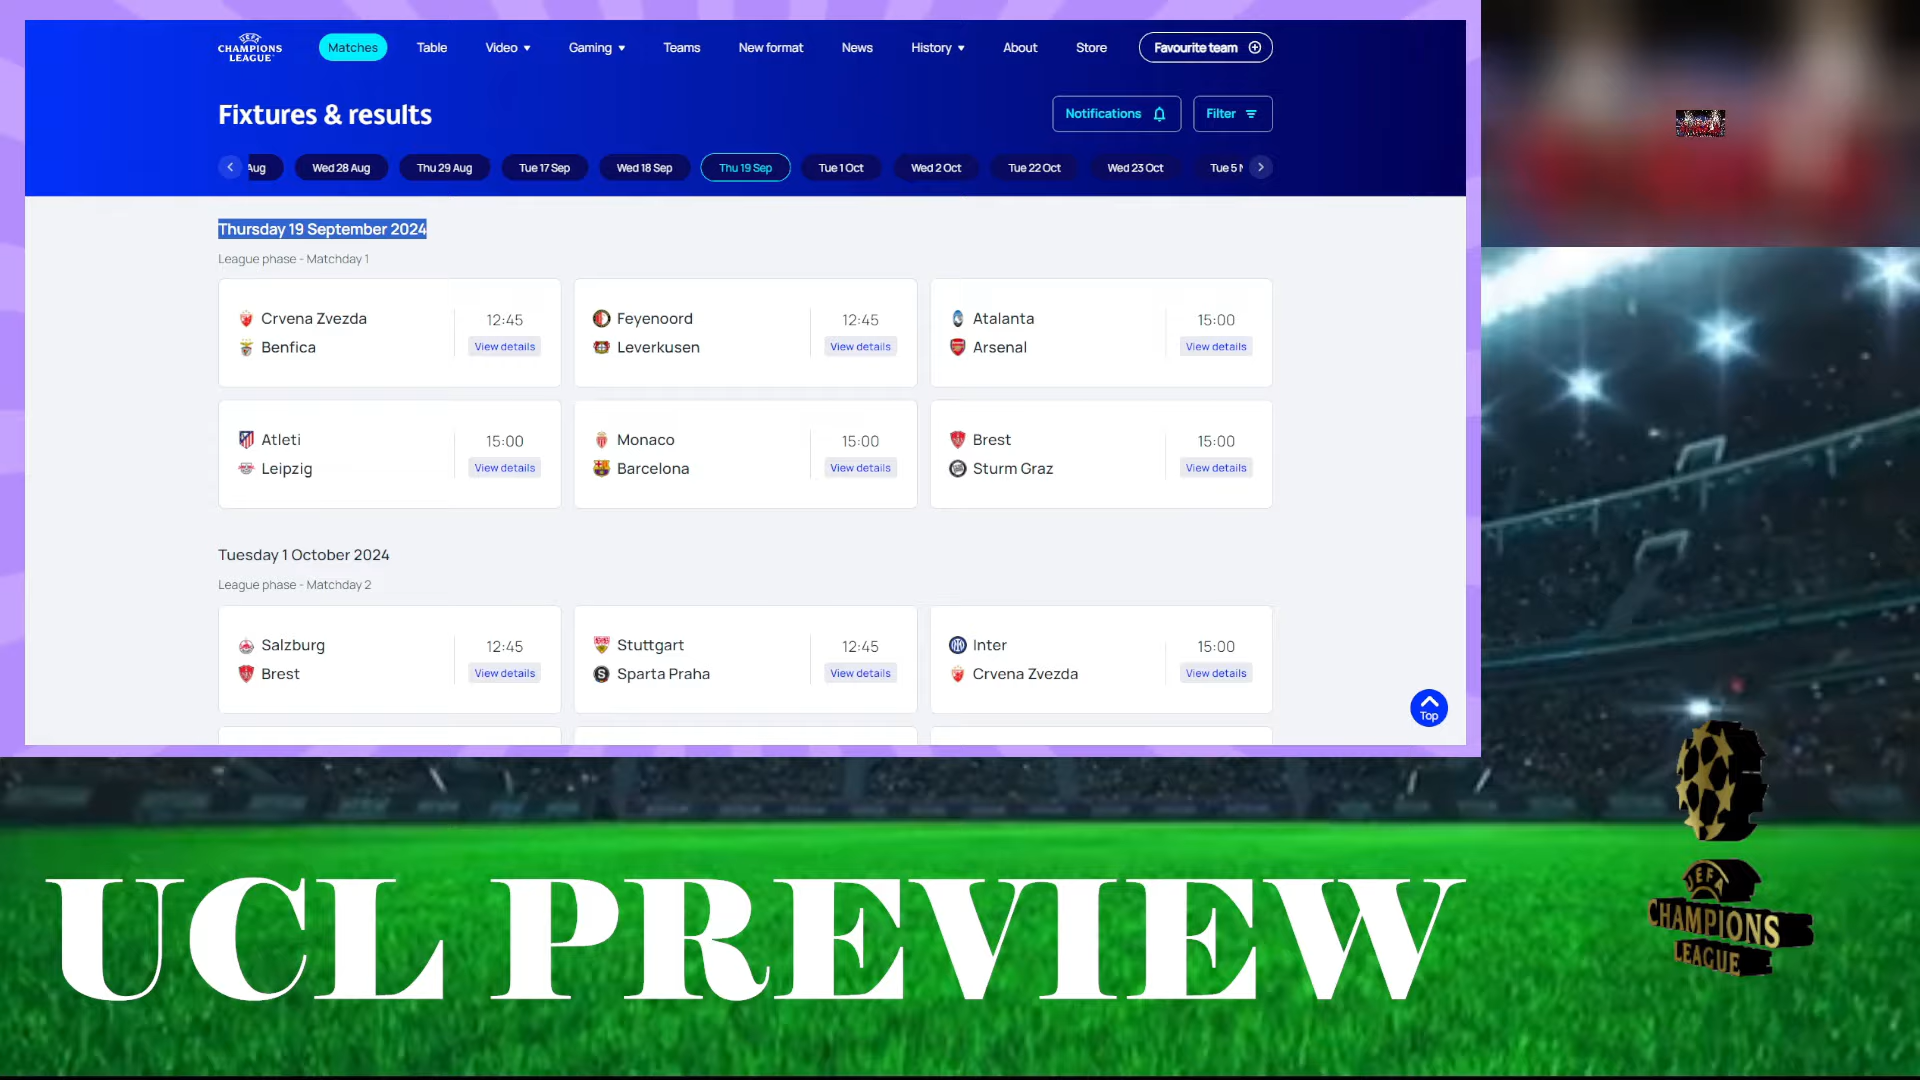 UEFA
CHAMPIONS
LEAGUE
Matches Table Video Gaming Teams New format News History About Store Favourite team
Fixtures & results
Notifications Filter
Aug Wed 28 Aug Thu 29 Aug Tue 17 Sep Wed 18 Sep Thu 19 Sep Tue 1 Oct Wed 2 Oct Tue 22 Oct Wed 23 Oct Tue 5 N
Thursday 19 September 2024
League phase - Matchday 1
Crvena Zvezda 12:45
Benfica View details
Feyenoord 12:45
Leverkusen View details
Atalanta 15:00
Arsenal View details
Atleti 15:00
Leipzig View details
Monaco 15:00
Barcelona View details
Brest 15:00
Sturm Graz View details
Tuesday 1 October 2024
League phase - Matchday 2
Salzburg 12:45
Brest View details
Stuttgart 12:45
Sparta Praha View details
Inter 15:00
Crvena Zvezda View details
Top
UCL PREVIEW
UEFA
CHAMPIONS
LEAGUE